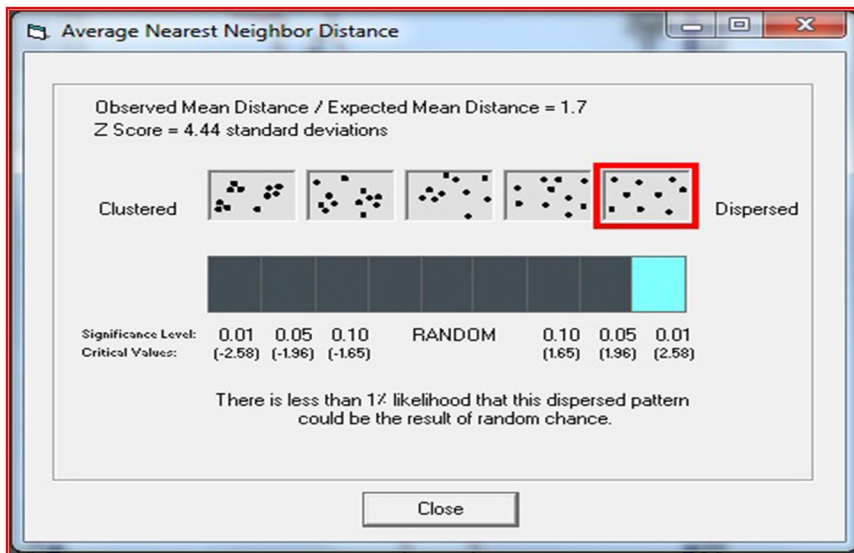 Average Nearest Neighbor Distance
Observed Mean Distance / Expected Mean Distance = 1.7
Z Score = 4.44 standard deviations
Clustered
Dispersed
Significance Level: 0.01 0.05 0.10 RANDOM 0.10 0.05 0.01
Critical Values: (-2.58) (-1.96) (-1.65) (1.65) (1.96) (2.58)
There is less than 1% likelihood that this dispersed pattern
could be the result of random chance.
Close